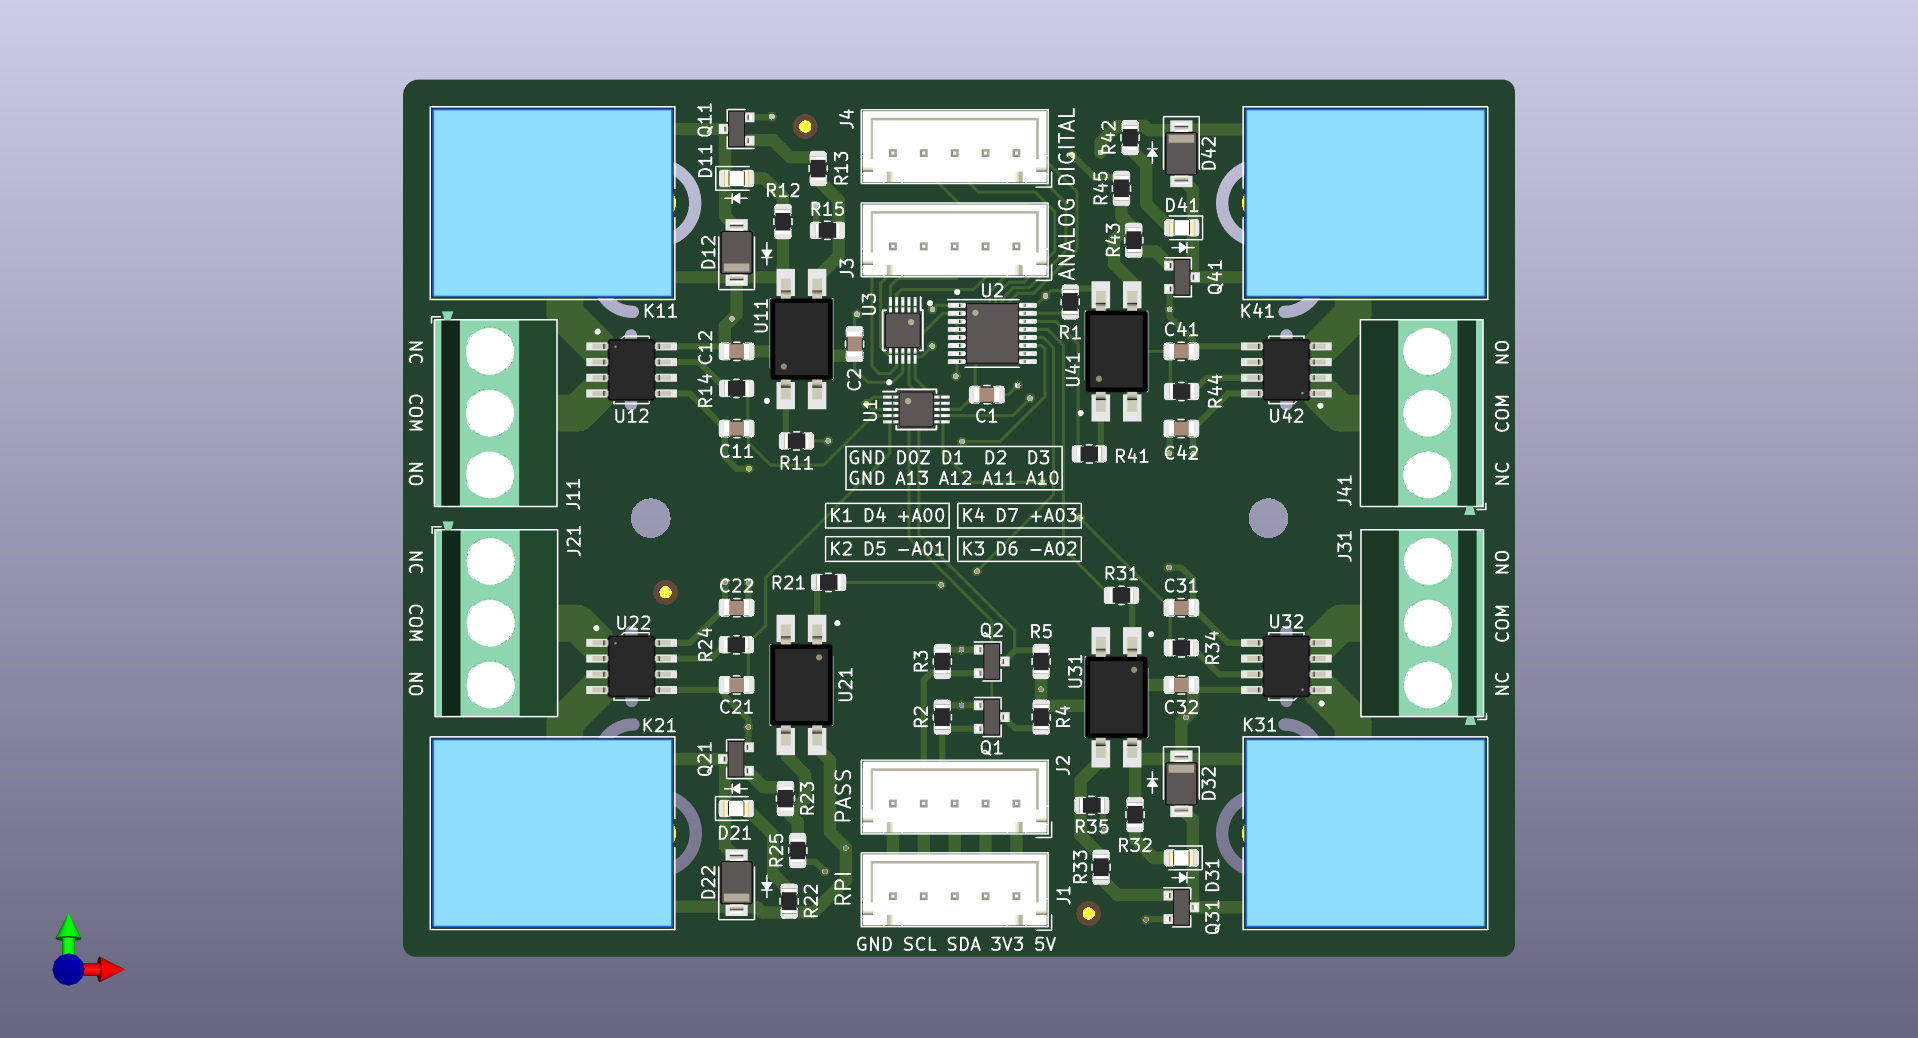 Q11
J4
R42
D42
D11
R13
DIGITAL
R12
R45
R15
D41
ANALOG
D12
R43
J3
Q41
U3
U2
K11
U11
R1
K41
C41
NC
C12
U41
NO
C2
R14
R44
COM
U12
U1
C1
U42
COM
C11
R11
C42
R41
GND D0Z D1 D2 D3
GND A13 A12 A11 A10
NO
J11
J41
NC
K1 D4 +A00
K4 D7 +A03
J21
J31
K2 D5 -A01
K3 D6 -A02
NC
NO
C22
R21
R31
C31
COM
U22
Q2
R5
U32
COM
R24
R3
U31
R34
NO
U21
NC
C21
R2
R4
C32
K21
Q1
K31
Q21
J2
PASS
D32
R23
D21
R35
R25
R32
D22
R33
D31
RPI
R22
J1
Q31
GND SCL SDA 3V3 5V